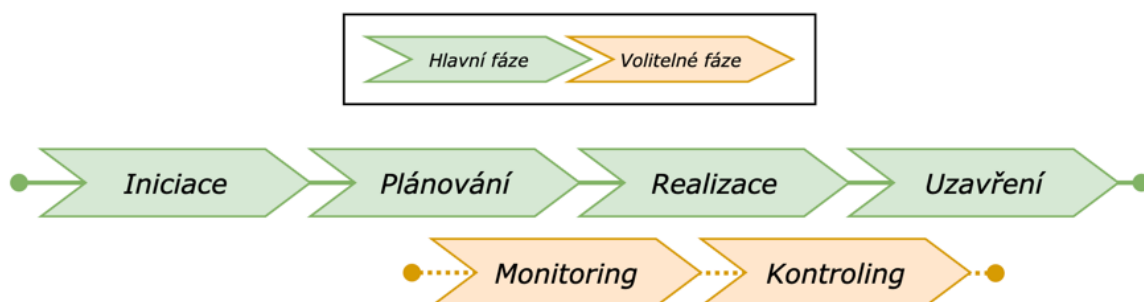 Hlavní fáze
Volitelné fáze
Iniciace
Plánování
Realizace
Uzavření
Monitoring
Kontroling